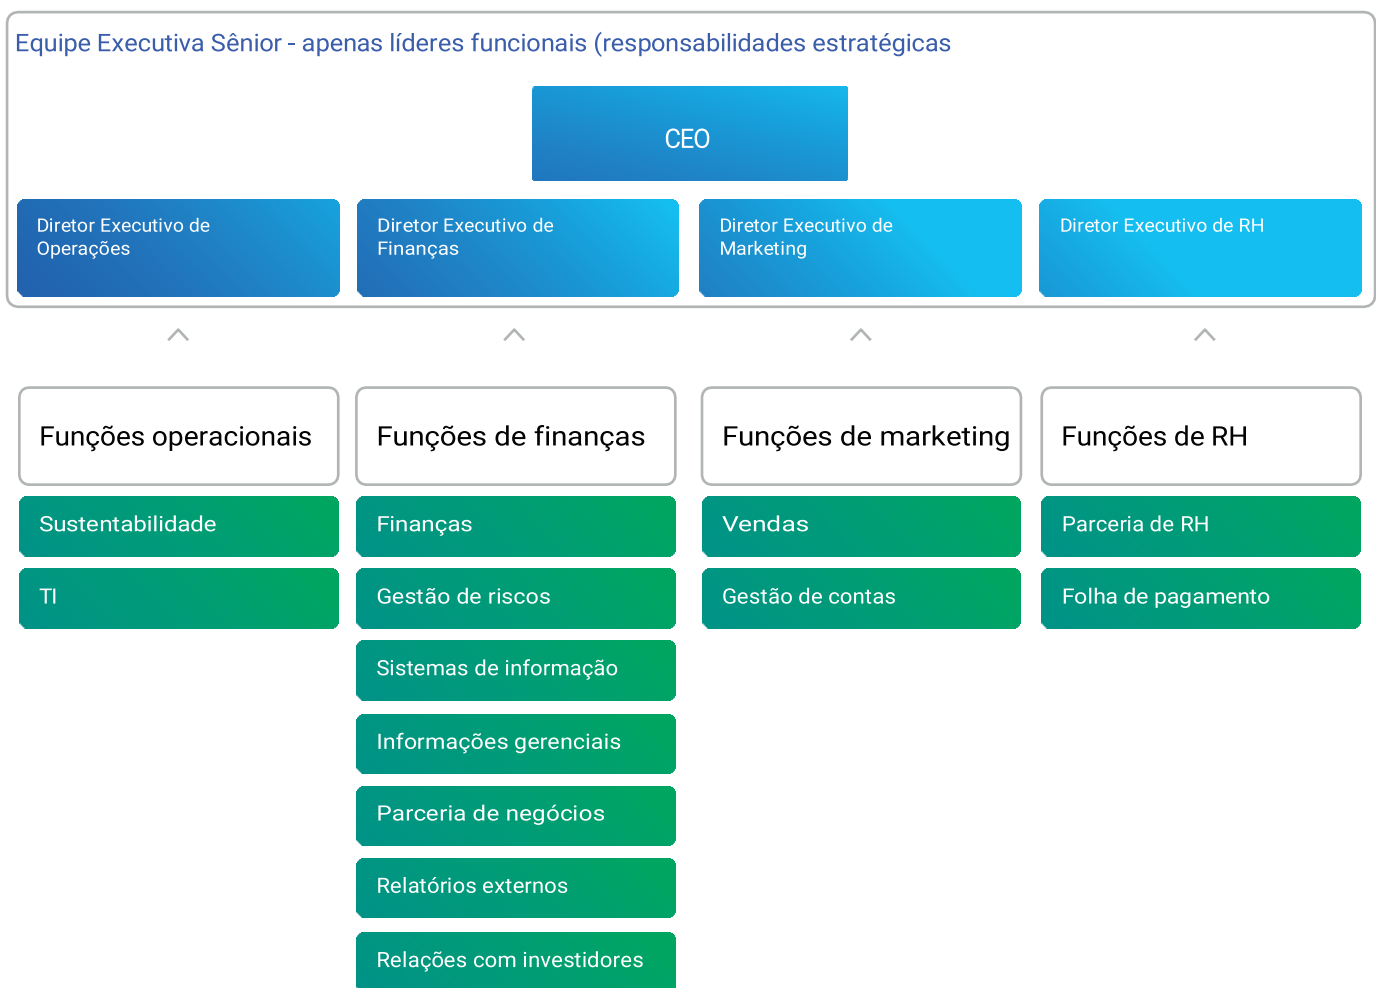 Equipe Executiva Sênior - apenas líderes funcionais (responsabilidades estratégicas
CEO
Diretor Executivo de
Operações
Diretor Executivo de
Finanças
Diretor Executivo de
Marketing
Diretor Executivo de RH
Funções operacionais
Funções de finanças
Funções de marketing
Funções de RH
Sustentabilidade
Finanças
Vendas
Parceria de RH
TI
Gestão de riscos
Gestão de contas
Folha de pagamento
Sistemas de informação
Informações gerenciais
Parceria de negócios
Relatórios externos
Relações com investidores